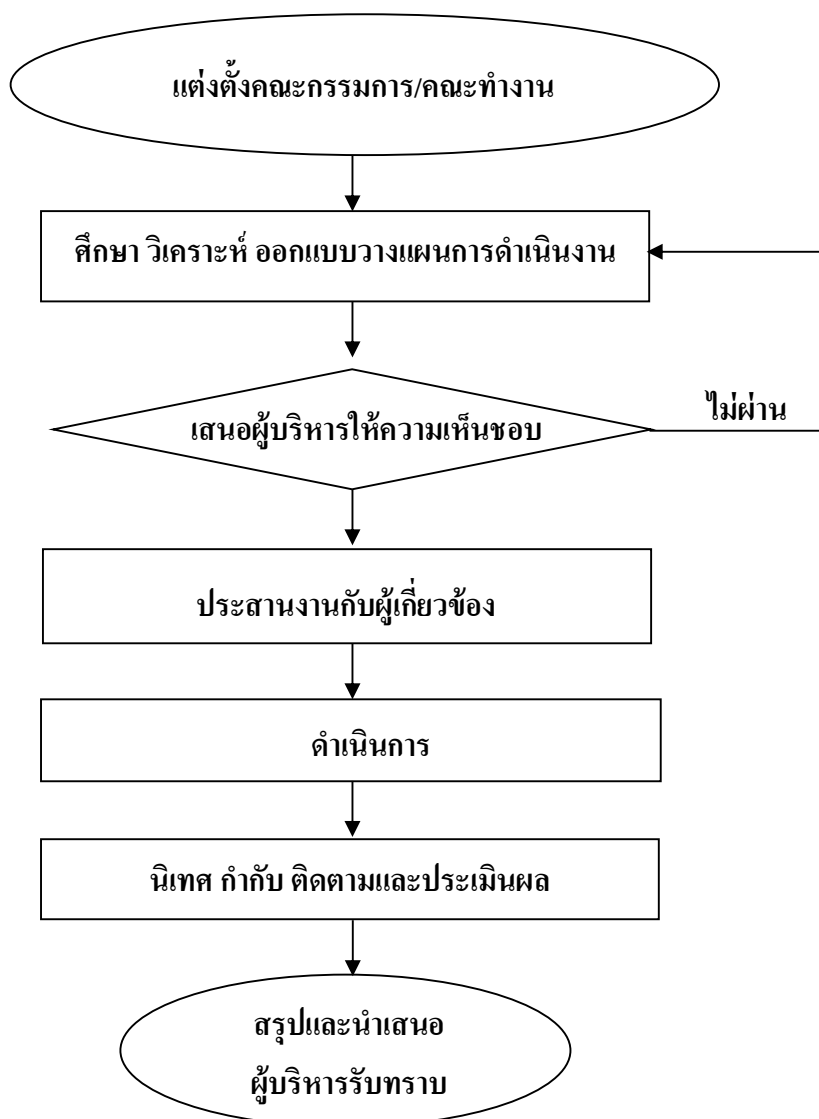 แต่งตั้งคณะกรรมการ/คณะทำงาน
ศึกษา วิเคราะห์ ออกแบบวางแผนการดำเนินงาน
เสนอผู้บริหารให้ความเห็นชอบ
ไม่ผ่าน
ประสานงานกับผู้เกี่ยวข้อง
ดำเนินการ
นิเทศ กำกับ ติดตามและประเมินผล
สรุปและนำเสนอ
ผู้บริหารรับทราบ